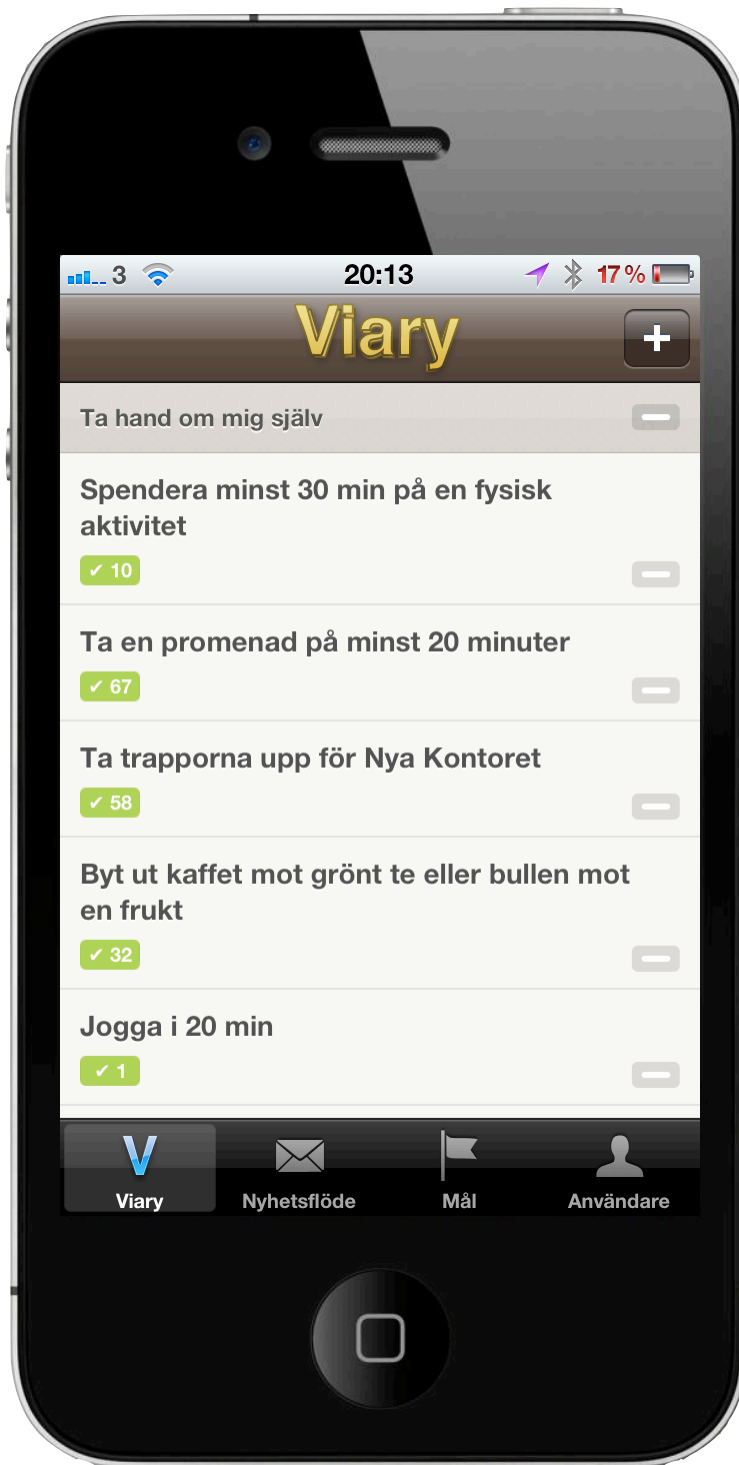 3 20:13 17 %
Viary
Ta hand om mig själv
Spendera minst 30 min på en fysisk
aktivitet
✓ 10
Ta en promenad på minst 20 minuter
✓ 67
Ta trapporna upp för Nya Kontoret
✓ 58
Byt ut kaffet mot grönt te eller bullen mot
en frukt
✓ 32
Jogga i 20 min
✓ 1
V
Viary Nyhetsflöde Mål Användare